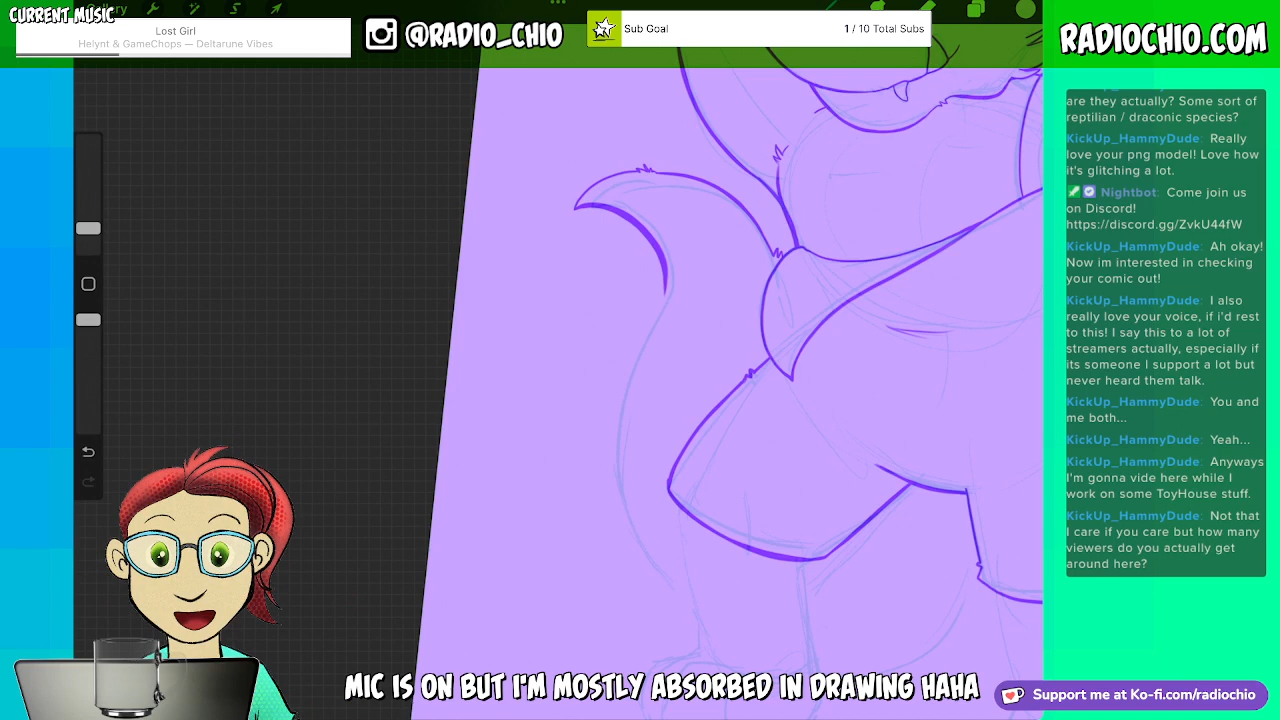 CURRENT MUSIC
Gallery
Lost Girl
Helynt & GameChops — Deltarune Vibes
@RADIO_CHIO
Sub Goal
1 / 10 Total Subs
RADIOCHIO.COM
are they actually? Some sort of
reptilian / draconic species?
KickUp_HammyDude: Really
love your png model! Love how
it's glitching a lot.
Nightbot: Come join us
on Discord!
https://discord.gg/ZvkU44fW
KickUp_HammyDude: Ah okay!
Now im interested in checking
your comic out!
KickUp_HammyDude: I also
really love your voice, if i'd rest
to this! I say this to a lot of
streamers actually, especially if
its someone I support a lot but
never heard them talk.
KickUp_HammyDude: You and
me both...
KickUp_HammyDude: Yeah...
KickUp_HammyDude: Anyways
I'm gonna vide here while I
work on some ToyHouse stuff.
KickUp_HammyDude: Not that
I care if you care but how many
viewers do you actually get
around here?
MIC IS ON BUT I'M MOSTLY ABSORBED IN DRAWING HAHA
Support me at Ko-fi.com/radiochio